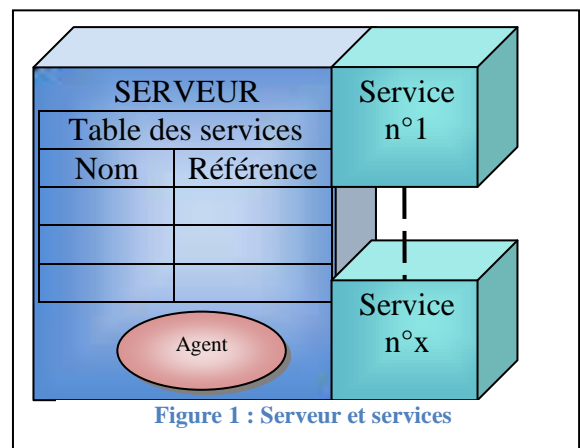 SERVEUR
Table des services
Nom Référence
Agent
Service
n°1
Service
n°x
Figure 1 : Serveur et services